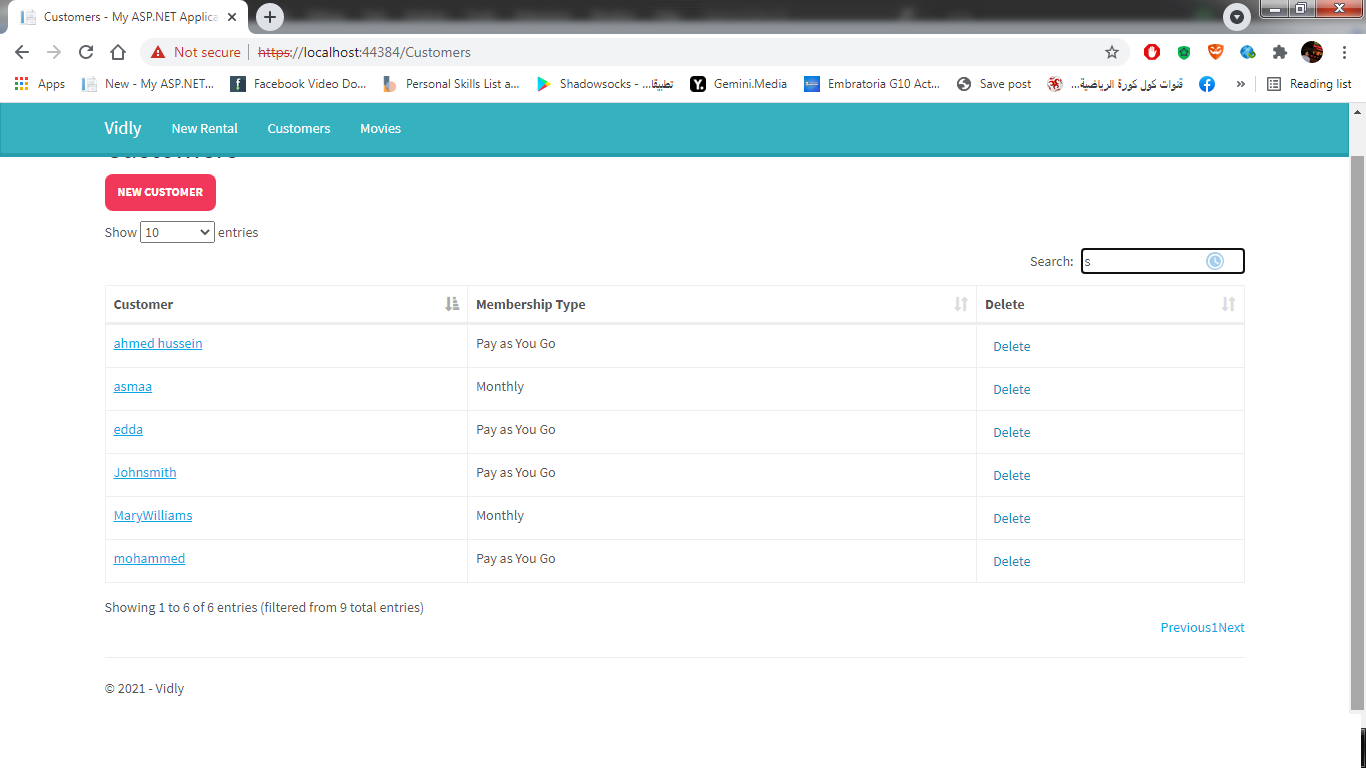 Customers - My ASP.NET Applica
Not secure https://localhost:44384/Customers
Apps New - My ASP.NET... Facebook Video Do... Personal Skills List a... Shadowsocks - تطبيقا... Gemini.Media Embratoria G10 Act... Save post قنوات كول كورة الرياضية... » Reading list
Vidly New Rental Customers Movies
Customers
NEW CUSTOMER
Show 10 entries
Search: s
Customer Membership Type Delete
ahmed hussein Pay as You Go Delete
asmaa Monthly Delete
edda Pay as You Go Delete
Johnsmith Pay as You Go Delete
MaryWilliams Monthly Delete
mohammed Pay as You Go Delete
Showing 1 to 6 of 6 entries (filtered from 9 total entries)
Previous1Next
© 2021 - Vidly